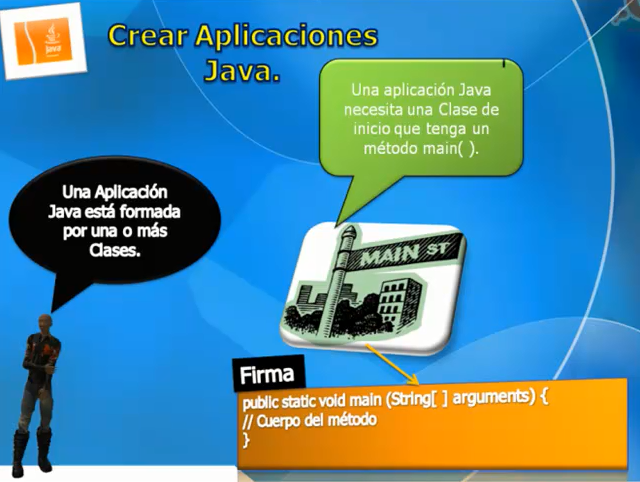 Java
Crear Aplicaciones
Java.
Una aplicación Java
necesita una Clase de
inicio que tenga un
método main( ).
Una Aplicación
Java está formada
por una o más
Clases.
MAIN ST
Firma
public static void main (String[ ] arguments) {
// Cuerpo del método
}